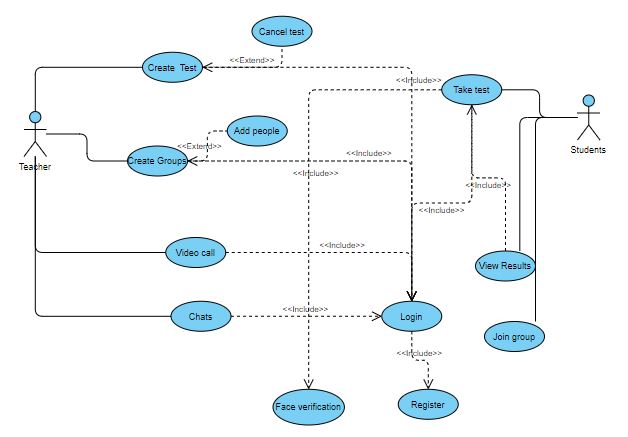 Cancel test
<<Extend>>
Create Test
<<Include>>
Take test
Add people
<<Extend>>
Teacher
Students
Create Groups
<<Include>>
<<Include>>
<<Include>>
<<Include>>
Video call
<<Include>>
View Results
Chats
<<Include>>
Login
Join group
<<Include>>
Face verification
Register